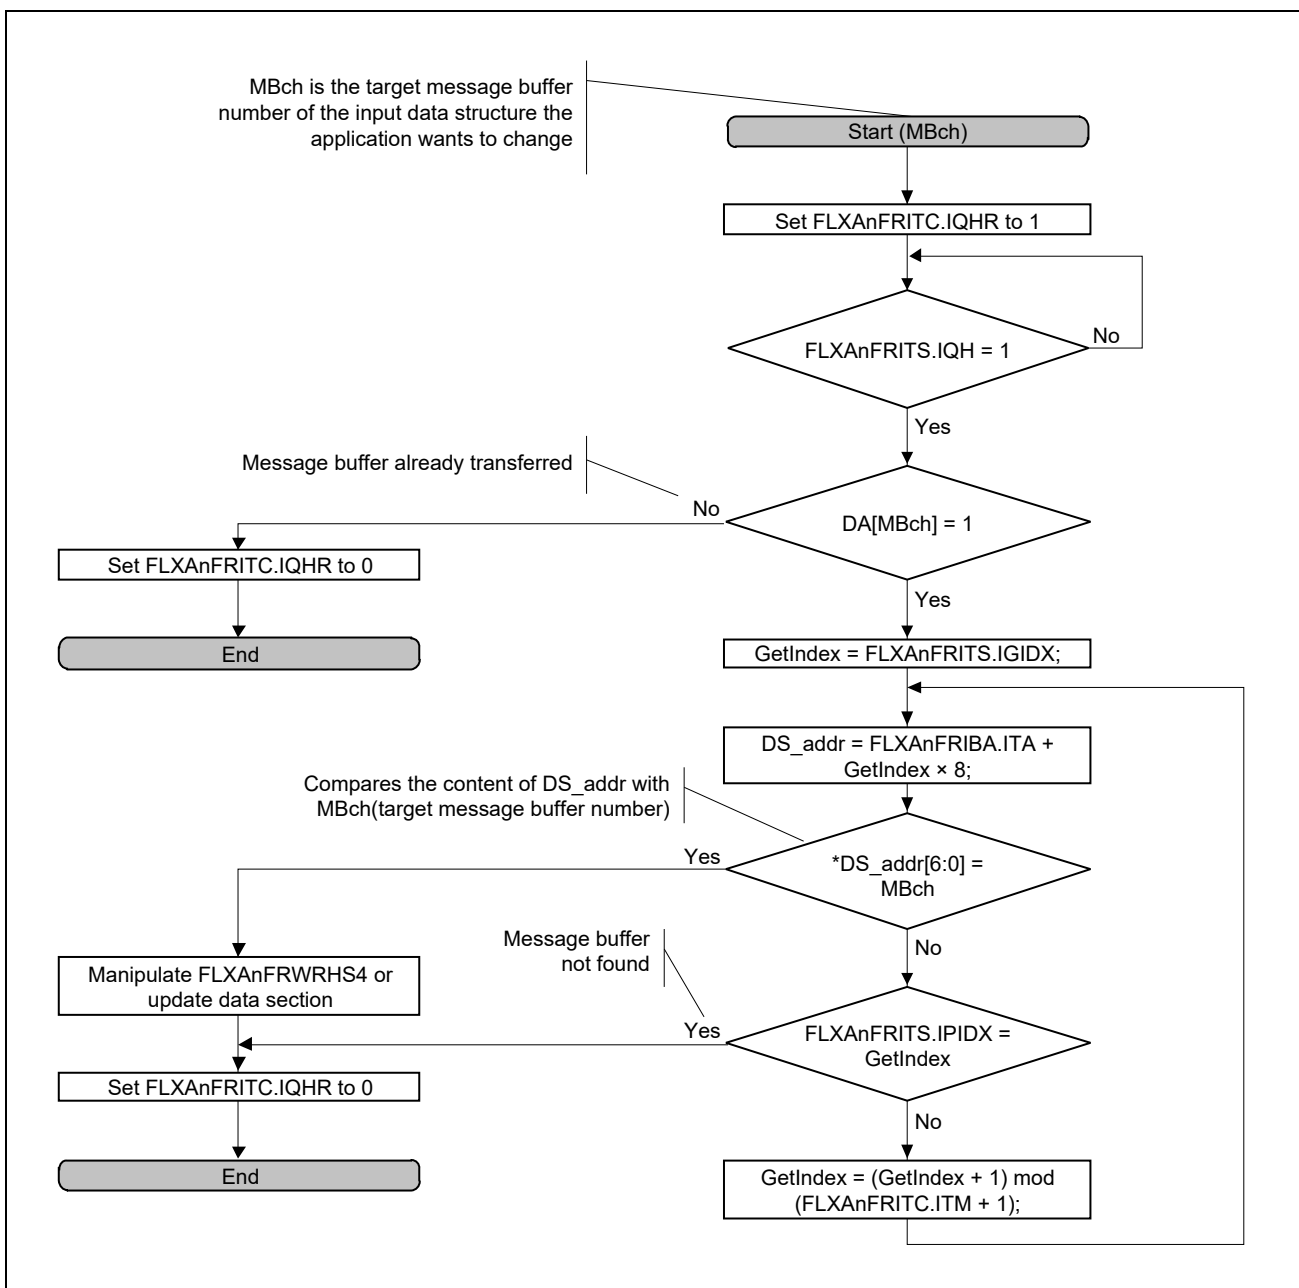 MBch is the target message buffer
number of the input data structure the
application wants to change
Start (MBch)
Set FLXAnFRITC.IQHR to 1
FLXAnFRITS.IQH = 1
No
Yes
Message buffer already transferred
No
DA[MBch] = 1
Set FLXAnFRITC.IQHR to 0
Yes
End
GetIndex = FLXAnFRITS.IGIDX;
DS_addr = FLXAnFRIBA.ITA +
GetIndex × 8;
Compares the content of DS_addr with
MBch(target message buffer number)
Yes
*DS_addr[6:0] =
MBch
No
Message buffer
not found
Manipulate FLXAnFRWRHS4 or
update data section
Yes
FLXAnFRITS.IPIDX =
GetIndex
Set FLXAnFRITC.IQHR to 0
No
End
GetIndex = (GetIndex + 1) mod
(FLXAnFRITC.ITM + 1);